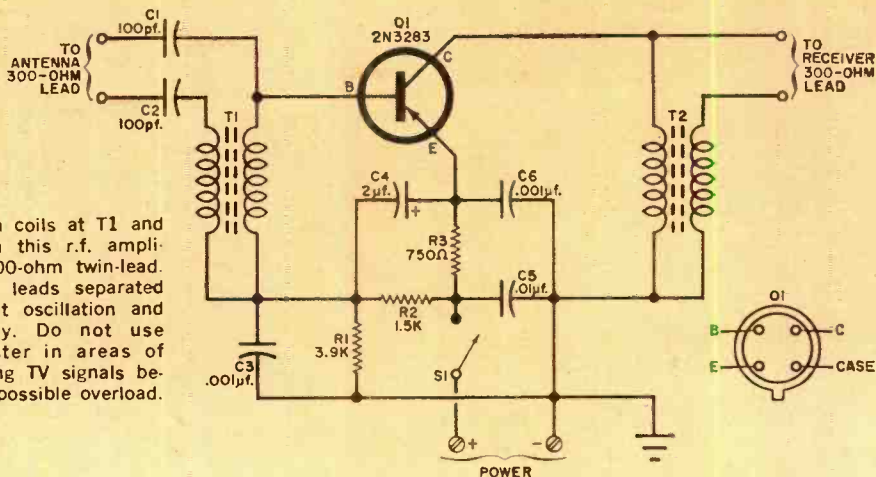 C1
100pf.
TO
ANTENNA
300-OHM
LEAD
C2
100pf.
T1
Q1
2N3283
B
C
E
TO
RECEIVER
300-OHM
LEAD
T2
C4
2µf.
+
C6
.001µf.
R3
750Ω
R2
1.5K
C5
.01µf.
R1
3.9K
C3
.001µf.
S1
+
-
POWER
Q1
B
C
E
CASE
coils at T1 and
this r.f. ampli-
00-ohm twin-lead.
leads separated
t oscillation and
y. Do not use
ster in areas of
ng TV signals be-
possible overload.